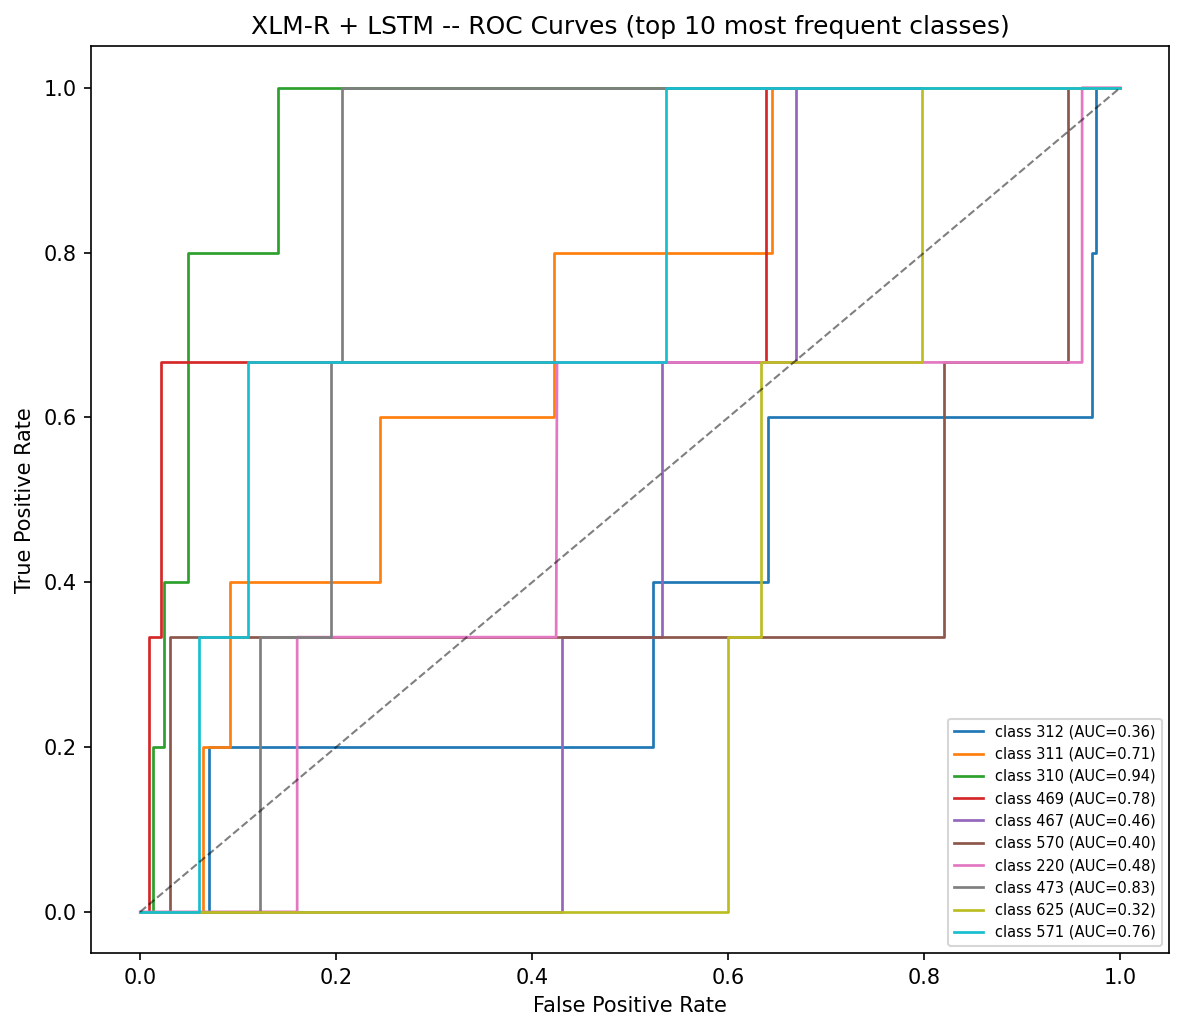 XLM-R + LSTM -- ROC Curves (top 10 most frequent classes)
True Positive Rate
1.0
0.8
0.6
0.4
0.2
0.0
class 312 (AUC=0.36)
class 311 (AUC=0.71)
class 310 (AUC=0.94)
class 469 (AUC=0.78)
class 467 (AUC=0.46)
class 570 (AUC=0.40)
class 220 (AUC=0.48)
class 473 (AUC=0.83)
class 625 (AUC=0.32)
class 571 (AUC=0.76)
0.0 0.2 0.4 0.6 0.8 1.0
False Positive Rate